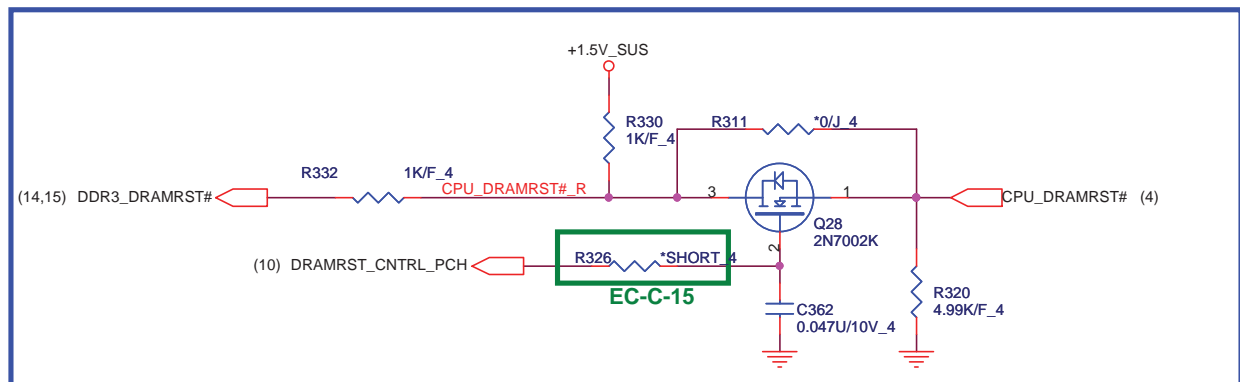 +1.5V_SUS
R330
1K/F_4
R311 *0/J_4
R332 1K/F_4
CPU_DRAMRST#_R
(14,15) DDR3_DRAMRST#
3
1
CPU_DRAMRST# (4)
Q28
2N7002K
2
(10) DRAMRST_CNTRL_PCH
R326 *SHORT_4
EC-C-15
C362
0.047U/10V_4
R320
4.99K/F_4